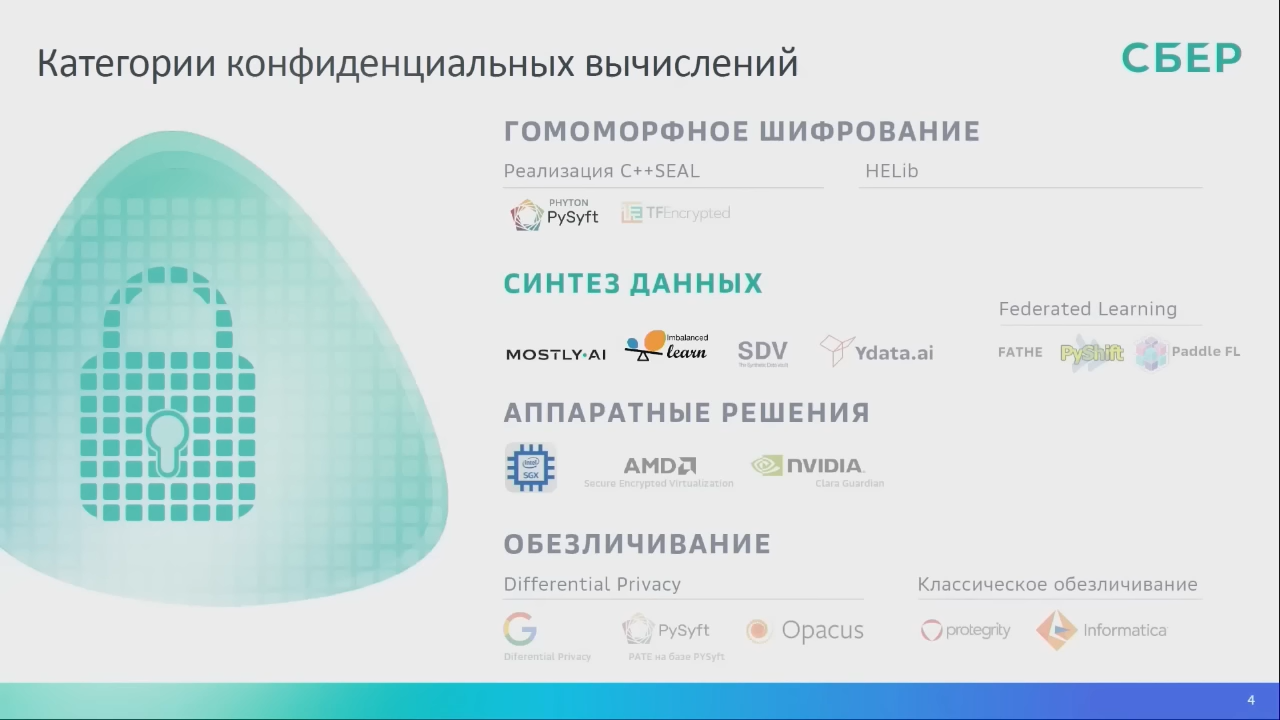 Категории конфиденциальных вычислений
СБЕР
ГОМОМОРФНОЕ ШИФРОВАНИЕ
Реализация C++SEAL
HELib
PHYTON
PySyft
TFEncrypted
СИНТЕЗ ДАННЫХ
Federated Learning
MOSTLY·AI
Imbalanced
learn
SDV
Ydata.ai
FATHE
PyShift
Paddle FL
АППАРАТНЫЕ РЕШЕНИЯ
intel
SGX
AMD
Secure Encrypted Virtualization
NVIDIA
Clara Guardian
ОБЕЗЛИЧИВАНИЕ
Differential Privacy
Классическое обезличивание
Diferential Privacy
PySyft
PATE на базе PYSyft
Opacus
protegrity
Informatica
4